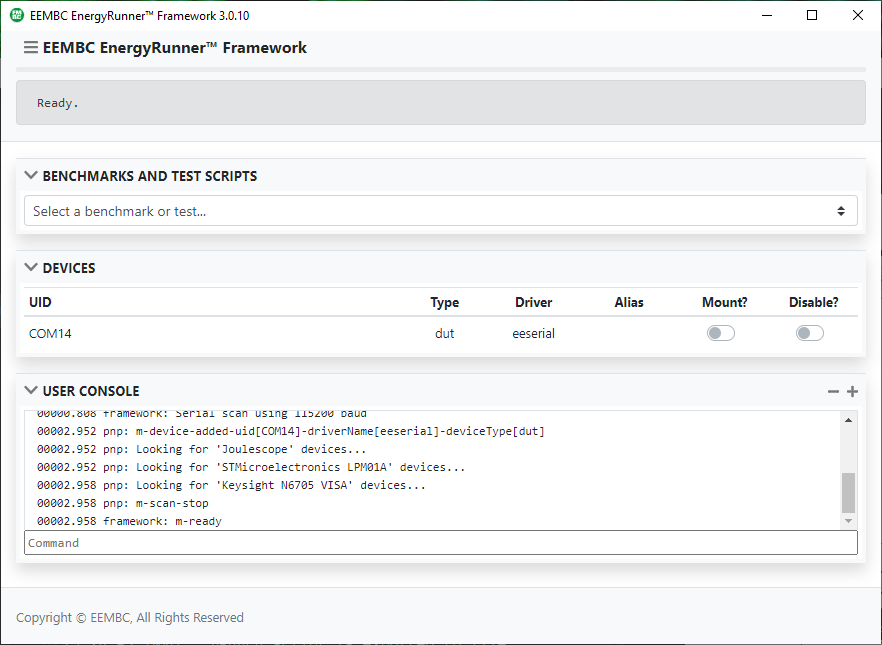 EEMBC EnergyRunner™ Framework 3.0.10
EEMBC EnergyRunner™ Framework
Ready.
BENCHMARKS AND TEST SCRIPTS
Select a benchmark or test...
DEVICES
UID Type Driver Alias Mount? Disable?
COM14 dut eeserial
USER CONSOLE
00000.808 framework: Serial scan using 115200 baud
00002.952 pnp: m-device-added-uid[COM14]-driverName[eeserial]-deviceType[dut]
00002.952 pnp: Looking for 'Joulescope' devices...
00002.952 pnp: Looking for 'STMicroelectronics LPM01A' devices...
00002.958 pnp: Looking for 'Keysight N6705 VISA' devices...
00002.958 pnp: m-scan-stop
00002.958 framework: m-ready
Command
Copyright © EEMBC, All Rights Reserved